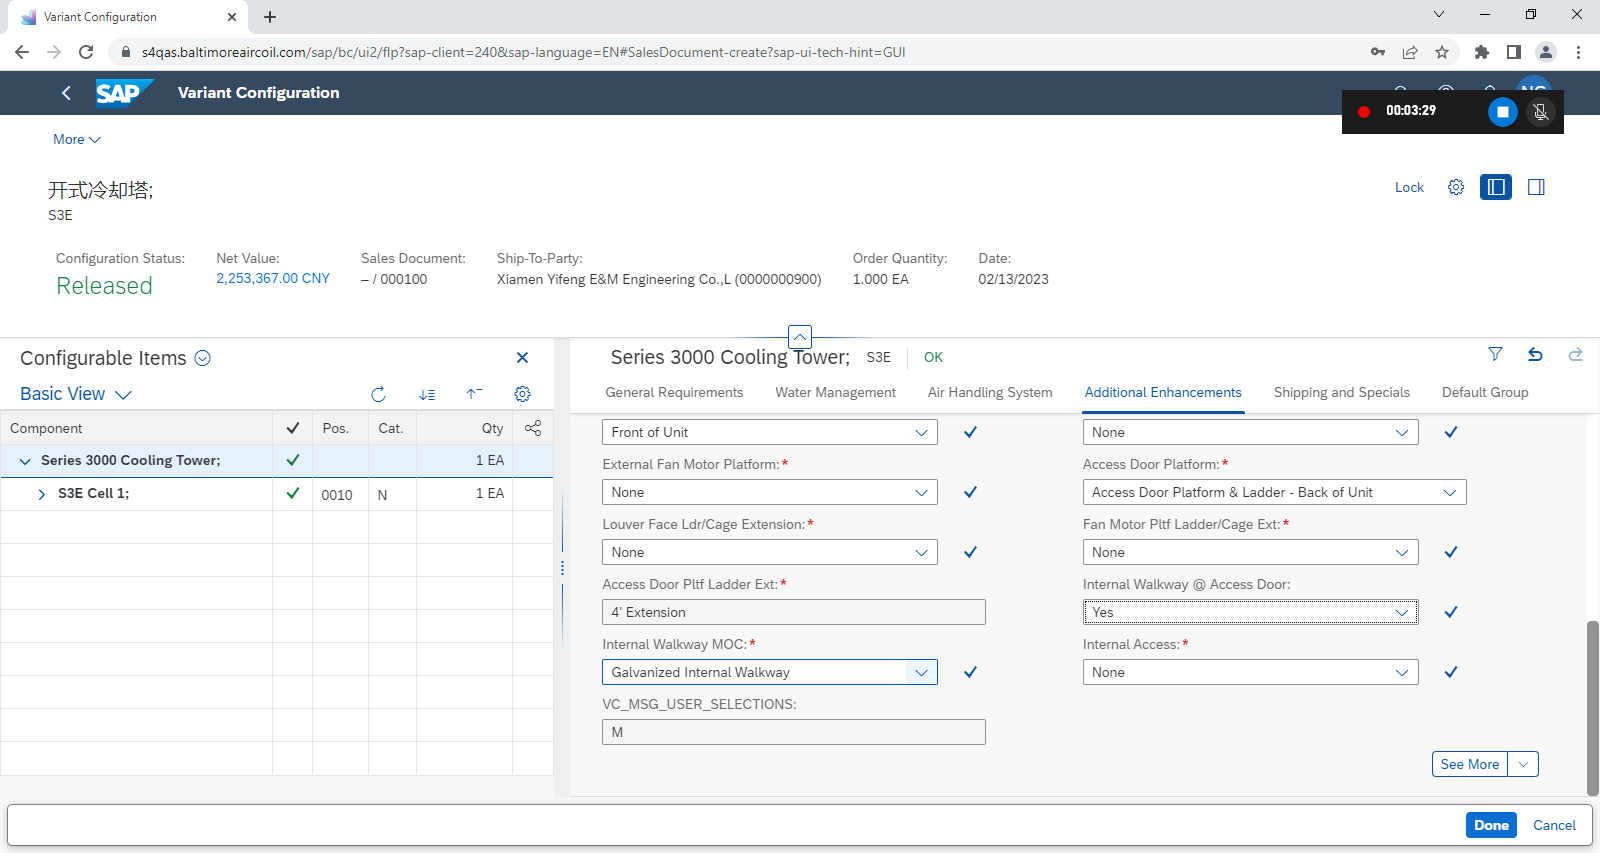 Variant Configuration
s4qas.baltimoreaircoil.com/sap/bc/ui2/flp?sap-client=240&sap-language=EN#SalesDocument-create?sap-ui-tech-hint=GUI
SAP Variant Configuration
00:03:29
More
开式冷却塔;
S3E
Lock
Configuration Status: Net Value: Sales Document: Ship-To-Party: Order Quantity: Date:
Released 2,253,367.00 CNY – / 000100 Xiamen Yifeng E&M Engineering Co.,L (0000000900) 1.000 EA 02/13/2023
Configurable Items
Basic View
Component Pos. Cat. Qty
Series 3000 Cooling Tower; 1 EA
S3E Cell 1; 0010 N 1 EA
Series 3000 Cooling Tower; S3E OK
General Requirements Water Management Air Handling System Additional Enhancements Shipping and Specials Default Group
Front of Unit None
External Fan Motor Platform:* Access Door Platform:*
None Access Door Platform & Ladder - Back of Unit
Louver Face Ldr/Cage Extension:* Fan Motor Pltf Ladder/Cage Ext:*
None None
Access Door Pltf Ladder Ext:* Internal Walkway @ Access Door:
4' Extension Yes
Internal Walkway MOC:* Internal Access:*
Galvanized Internal Walkway None
VC_MSG_USER_SELECTIONS:
M
See More
Done Cancel